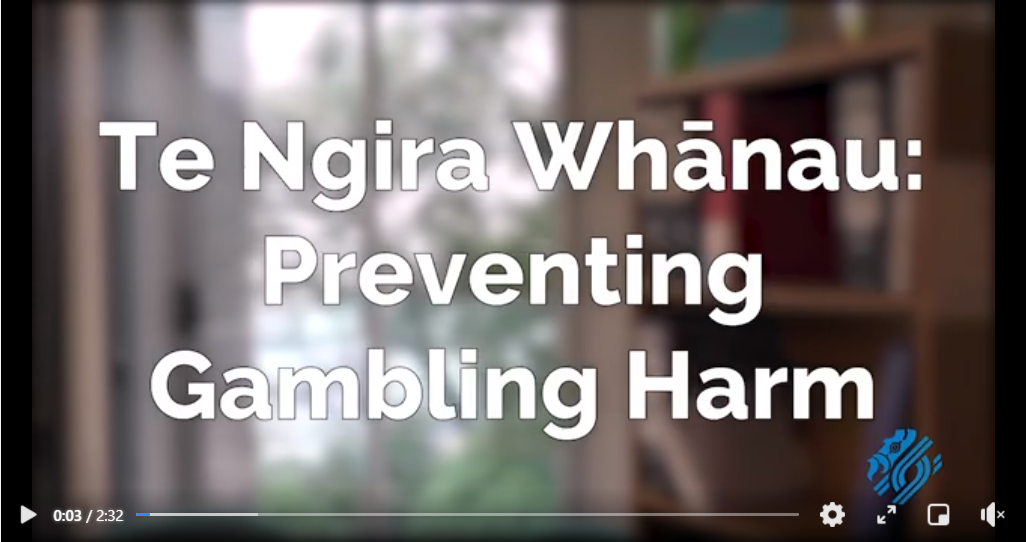 Te Ngira Whānau:
Preventing
Gambling Harm
0:03 / 2:32